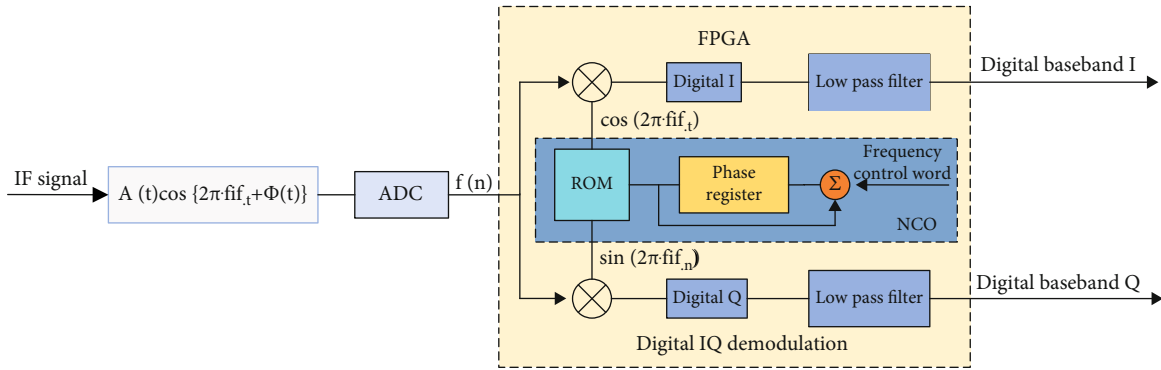 FPGA
Digital baseband I
Digital I
Low pass filter
cos (2π·fif.t)
IF signal
A (t)cos {2π·fif.t+Φ(t)}
ADC
f (n)
ROM
Phase
register
Σ
Frequency
control word
NCO
sin (2π·fif.n)
Digital baseband Q
Digital Q
Low pass filter
Digital IQ demodulation